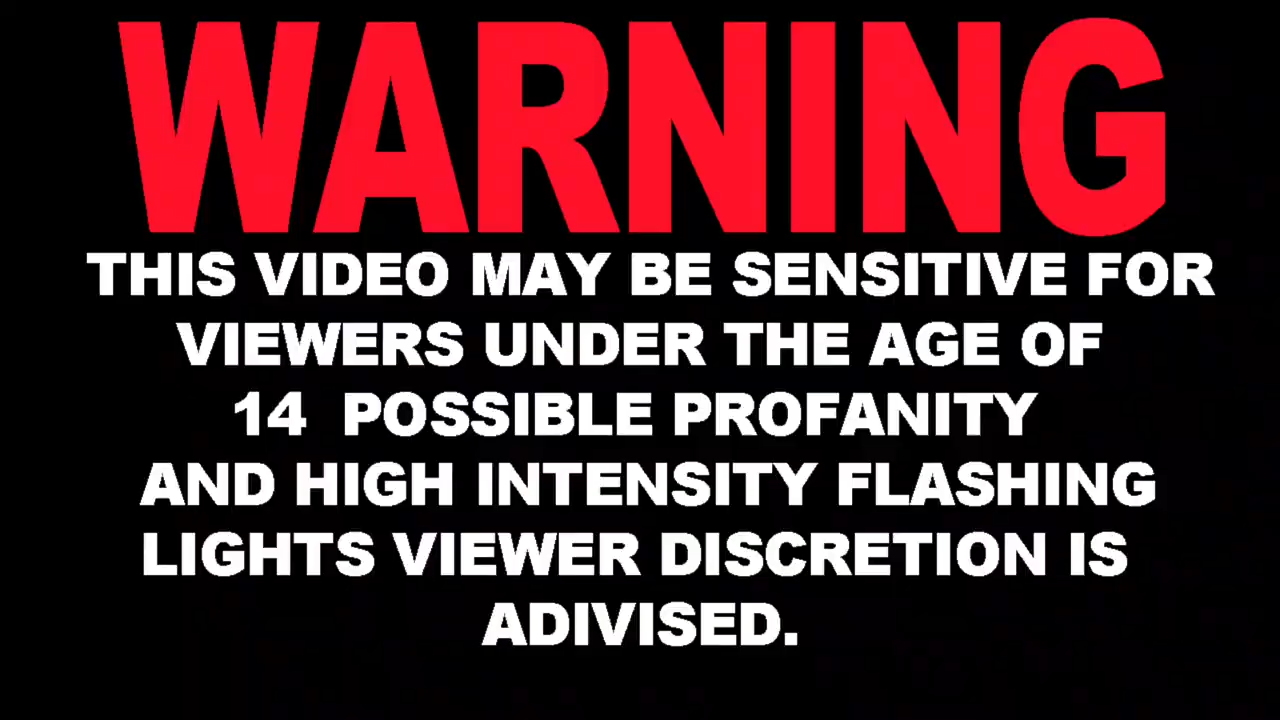 WARNING
THIS VIDEO MAY BE SENSITIVE FOR
VIEWERS UNDER THE AGE OF
14  POSSIBLE PROFANITY
AND HIGH INTENSITY FLASHING
LIGHTS VIEWER DISCRETION IS
ADIVISED.